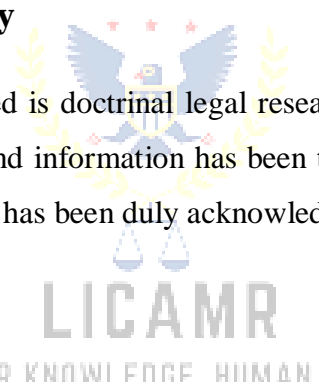 y
ed is doctrinal legal resea
nd information has been t
has been duly acknowled
LICAMR
R KNOWLEDGE HUMAN